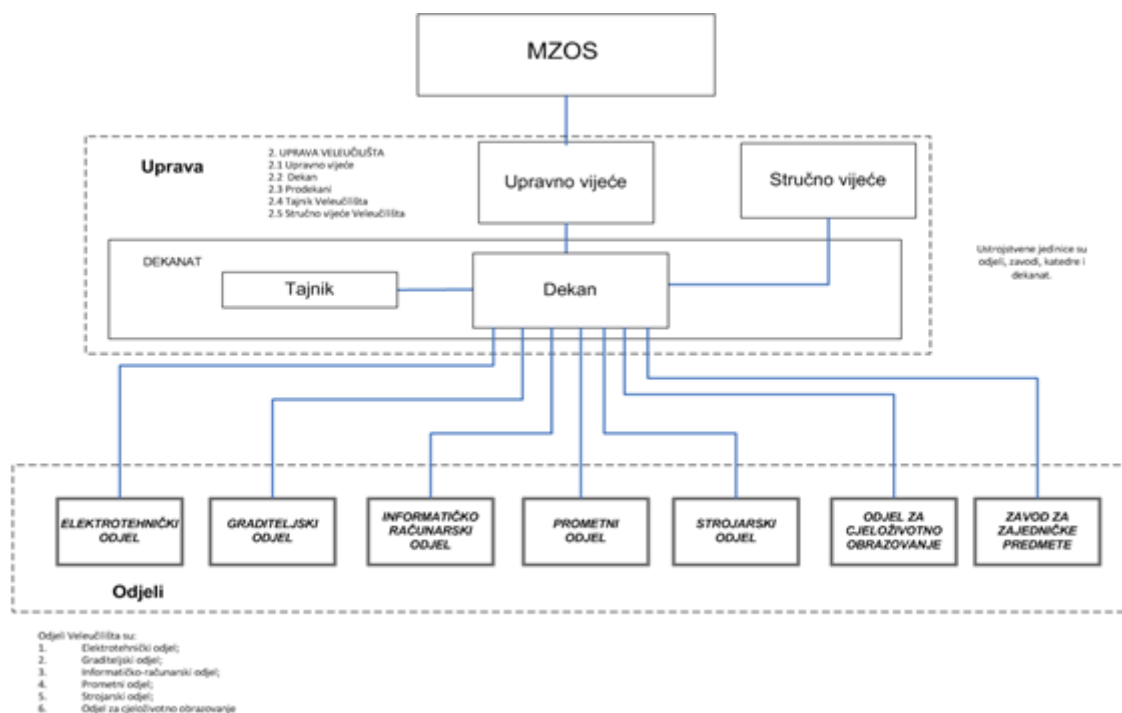 MZOS
Uprava
2. UPRAVA VELEUČILIŠTA
2.1 Upravno vijeće
2.2 Dekan
2.3 Prodekani
2.4 Tajnik Veleučilišta
2.5 Stručno vijeće Veleučilišta
Upravno vijeće
Stručno vijeće
DEKANAT
Tajnik
Dekan
Ustrojstvene jedinice su
odjeli, zavodi, katedre i
dekanat.
ELEKTROTEHNIČKI
ODJEL
GRADITELJSKI
ODJEL
INFORMATIČKO
RAČUNARSKI
ODJEL
PROMETNI
ODJEL
STROJARSKI
ODJEL
ODJEL ZA
CJELOŽIVOTNO
OBRAZOVANJE
ZAVOD ZA
ZAJEDNIČKE
PREDMETE
Odjeli
Odjeli Veleučilišta su:
1. Elektrotehnički odjel;
2. Graditeljski odjel;
3. Informatičko-računarski odjel;
4. Prometni odjel;
5. Strojarski odjel;
6. Odjel za cjeloživotno obrazovanje